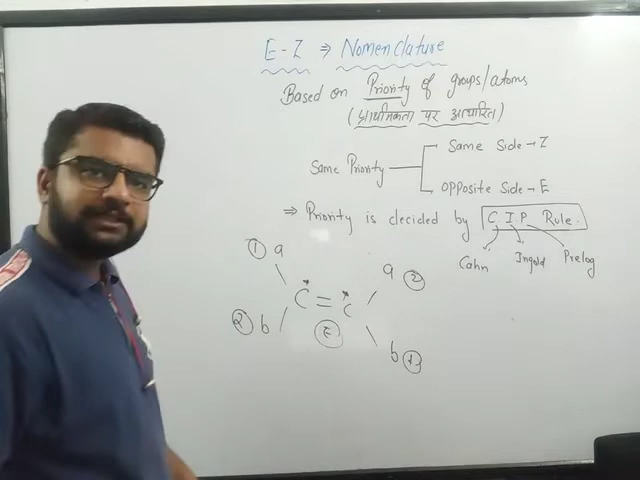 E-Z ⇒ Nomenclature
Based on Priority of groups/atoms
(प्राथमिकता पर आधारित)
Same Priority
Same Side → Z
Opposite Side → E
⇒ Priority is decided by C I P Rule.
Cahn Ingold Prelog
① a
a ②
C = C
② b
E
b ①